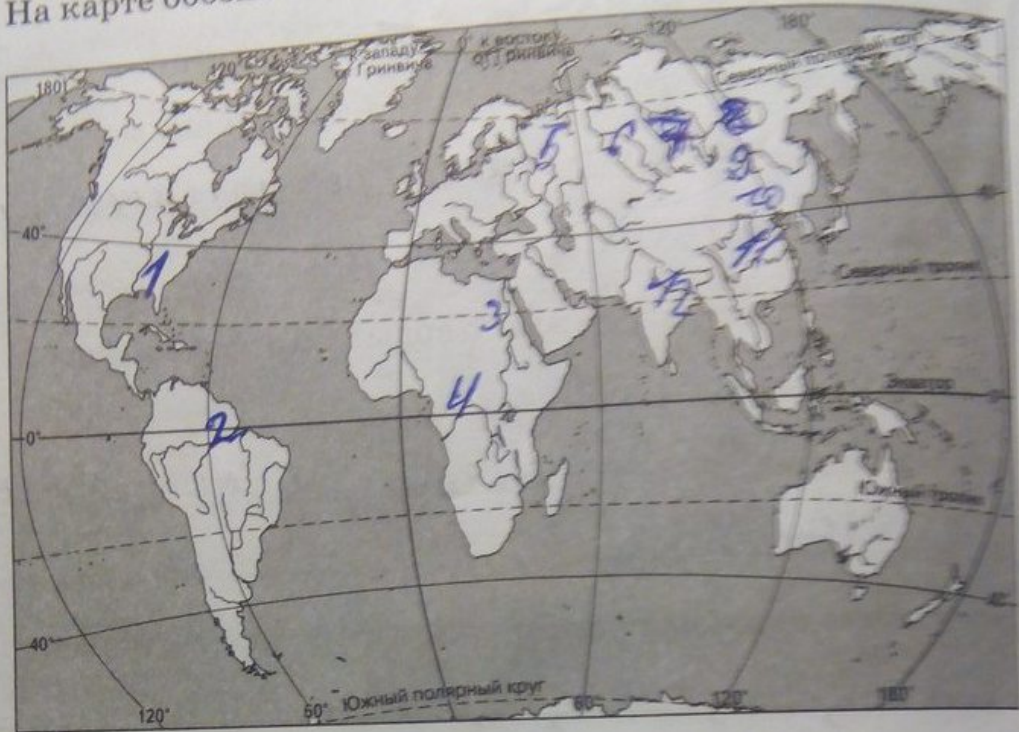 На карте
180° 120° к западу от Гринвича 0° к востоку от Гринвича 120° 180°
Северный полярный круг
5 6 7 8
9
10
40°
1 11
Северный тропик
3 12
4 Экватор
0° 2
Южный тропик
40°
Южный полярный круг
120° 60° 60° 120° 180°